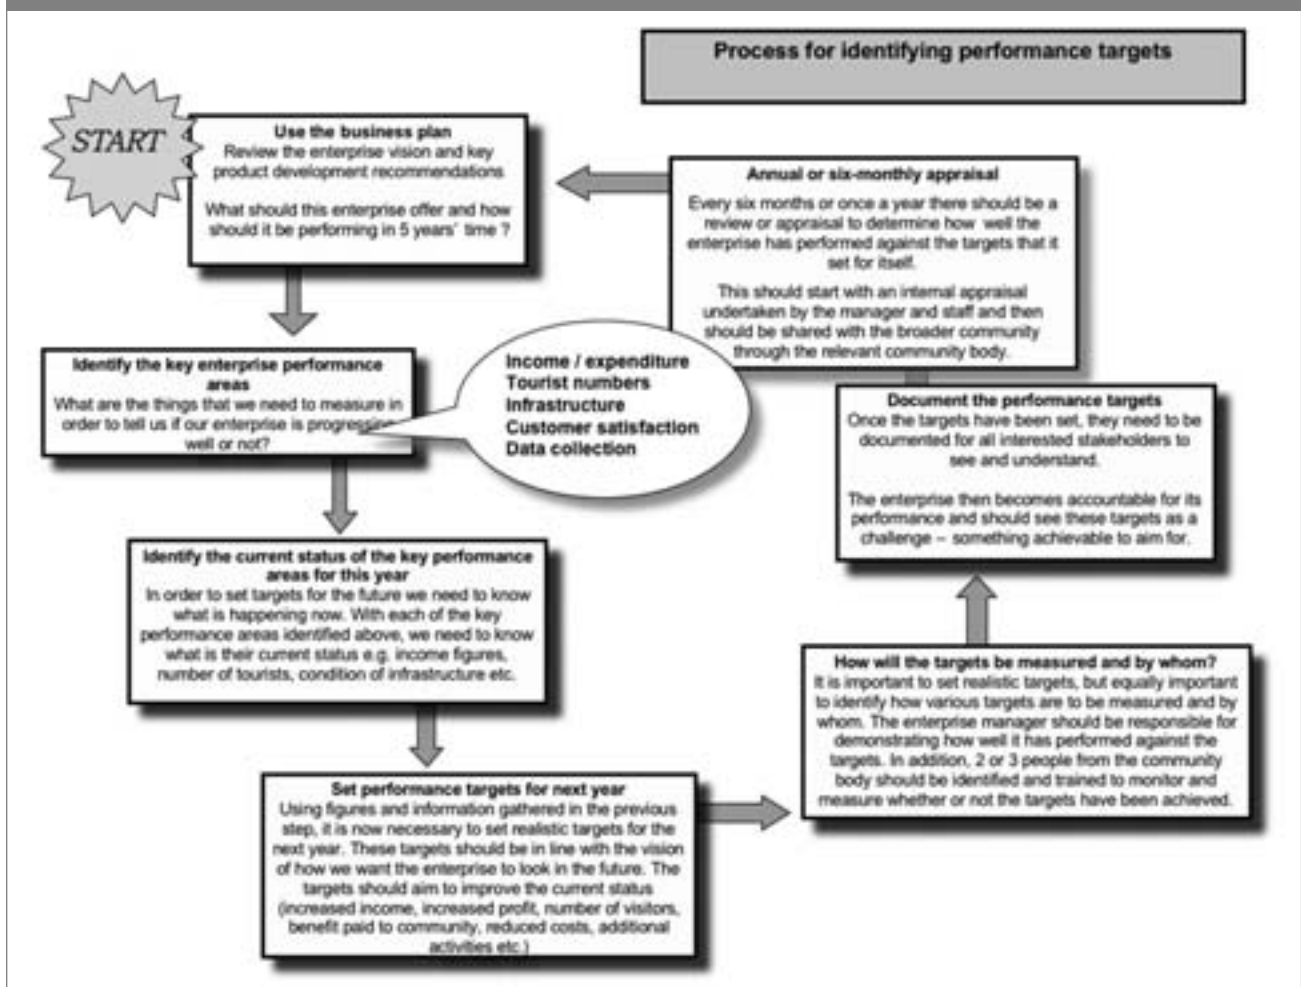 Process for identifying performance targets
START
Use the business plan
Review the enterprise vision and key
product development recommendations
What should this enterprise offer and how
should it be performing in 5 years' time ?
Identify the key enterprise performance
areas
What are the things that we need to measure in
order to tell us if our enterprise is progressing
well or not?
Income / expenditure
Tourist numbers
Infrastructure
Customer satisfaction
Data collection
Identify the current status of the key performance
areas for this year
In order to set targets for the future we need to know
what is happening now. With each of the key
performance areas identified above, we need to know
what is their current status e.g. income figures,
number of tourists, condition of infrastructure etc.
Set performance targets for next year
Using figures and information gathered in the previous
step, it is now necessary to set realistic targets for the
next year. These targets should be in line with the vision
of how we want the enterprise to look in the future. The
targets should aim to improve the current status
(increased income, increased profit, number of visitors,
benefit paid to community, reduced costs, additional
activities etc.)
How will the targets be measured and by whom?
It is important to set realistic targets, but equally important
to identify how various targets are to be measured and by
whom. The enterprise manager should be responsible for
demonstrating how well it has performed against the
targets. In addition, 2 or 3 people from the community
body should be identified and trained to monitor and
measure whether or not the targets have been achieved.
Document the performance targets
Once the targets have been set, they need to be
documented for all interested stakeholders to
see and understand.
The enterprise then becomes accountable for its
performance and should see these targets as a
challenge – something achievable to aim for.
Annual or six-monthly appraisal
Every six months or once a year there should be a
review or appraisal to determine how well the
enterprise has performed against the targets that it
set for itself.
This should start with an internal appraisal
undertaken by the manager and staff and then
should be shared with the broader community
through the relevant community body.